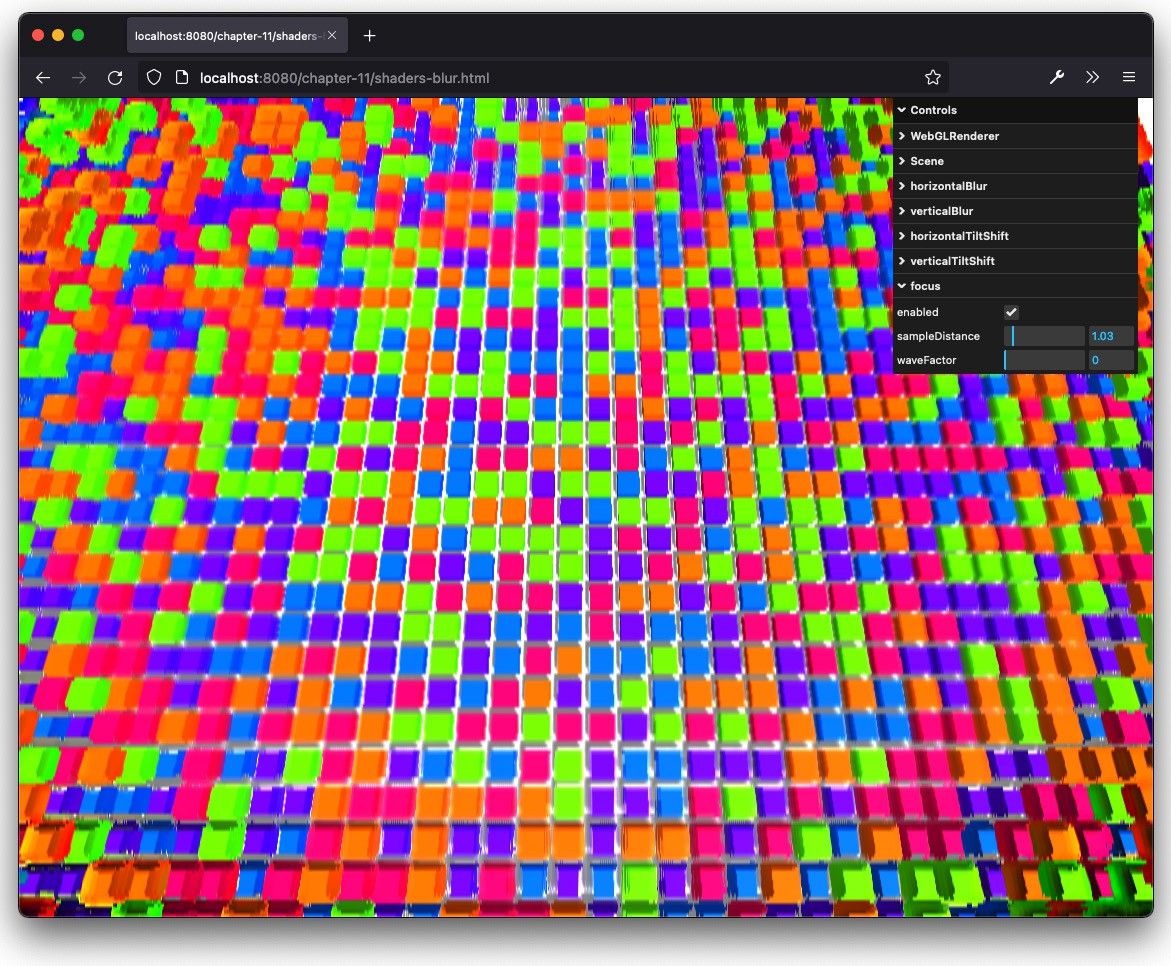 localhost:8080/chapter-11/shaders-
localhost:8080/chapter-11/shaders-blur.html
Controls
WebGLRenderer
Scene
horizontalBlur
verticalBlur
horizontalTiltShift
verticalTiltShift
focus
enabled
sampleDistance 1.03
waveFactor 0